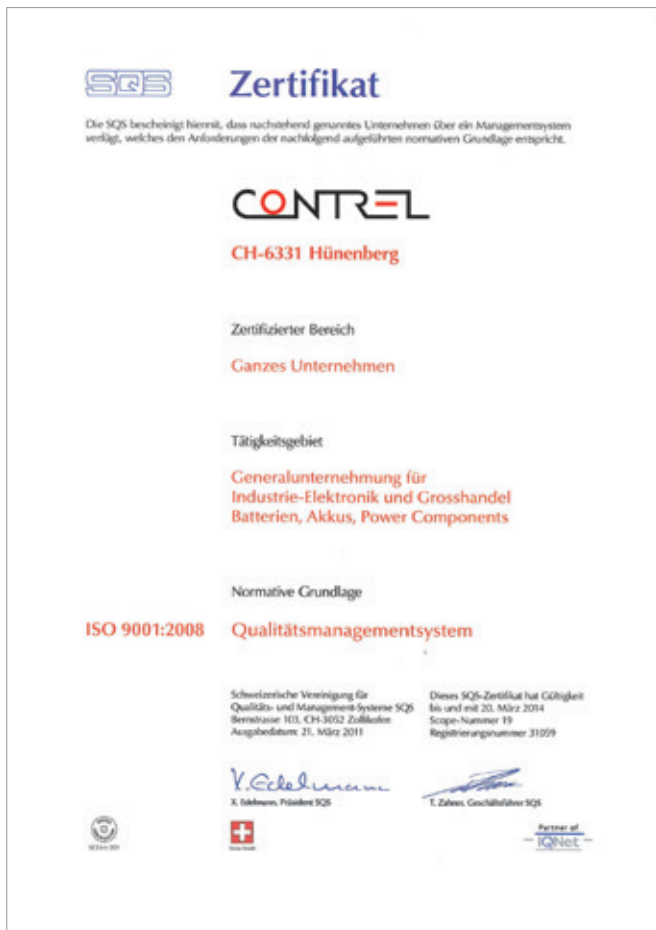 SQS
Zertifikat
Die SQS bescheinigt hiermit, dass nachstehend genanntes Unternehmen über ein Managementsystem
verfügt, welches den Anforderungen der nachfolgend aufgeführten normativen Grundlage entspricht.
CONTREL
CH-6331 Hünenberg
Zertifizierter Bereich
Ganzes Unternehmen
Tätigkeitsgebiet
Generalunternehmung für
Industrie-Elektronik und Grosshandel
Batterien, Akkus, Power Components
Normative Grundlage
ISO 9001:2008 Qualitätsmanagementsystem
Schweizerische Vereinigung für
Qualitäts- und Management-Systeme SQS
Bernstrasse 103, CH-3052 Zollikofen
Ausgabedatum: 21. März 2011
Dieses SQS-Zertifikat hat Gültigkeit
bis und mit 20. März 2014
Scope-Nummer 19
Registrierungsnummer 31059
X. Edelmann
X. Edelmann, Präsident SQS
T. Zahner, Geschäftsführer SQS
Partner of
IQNet